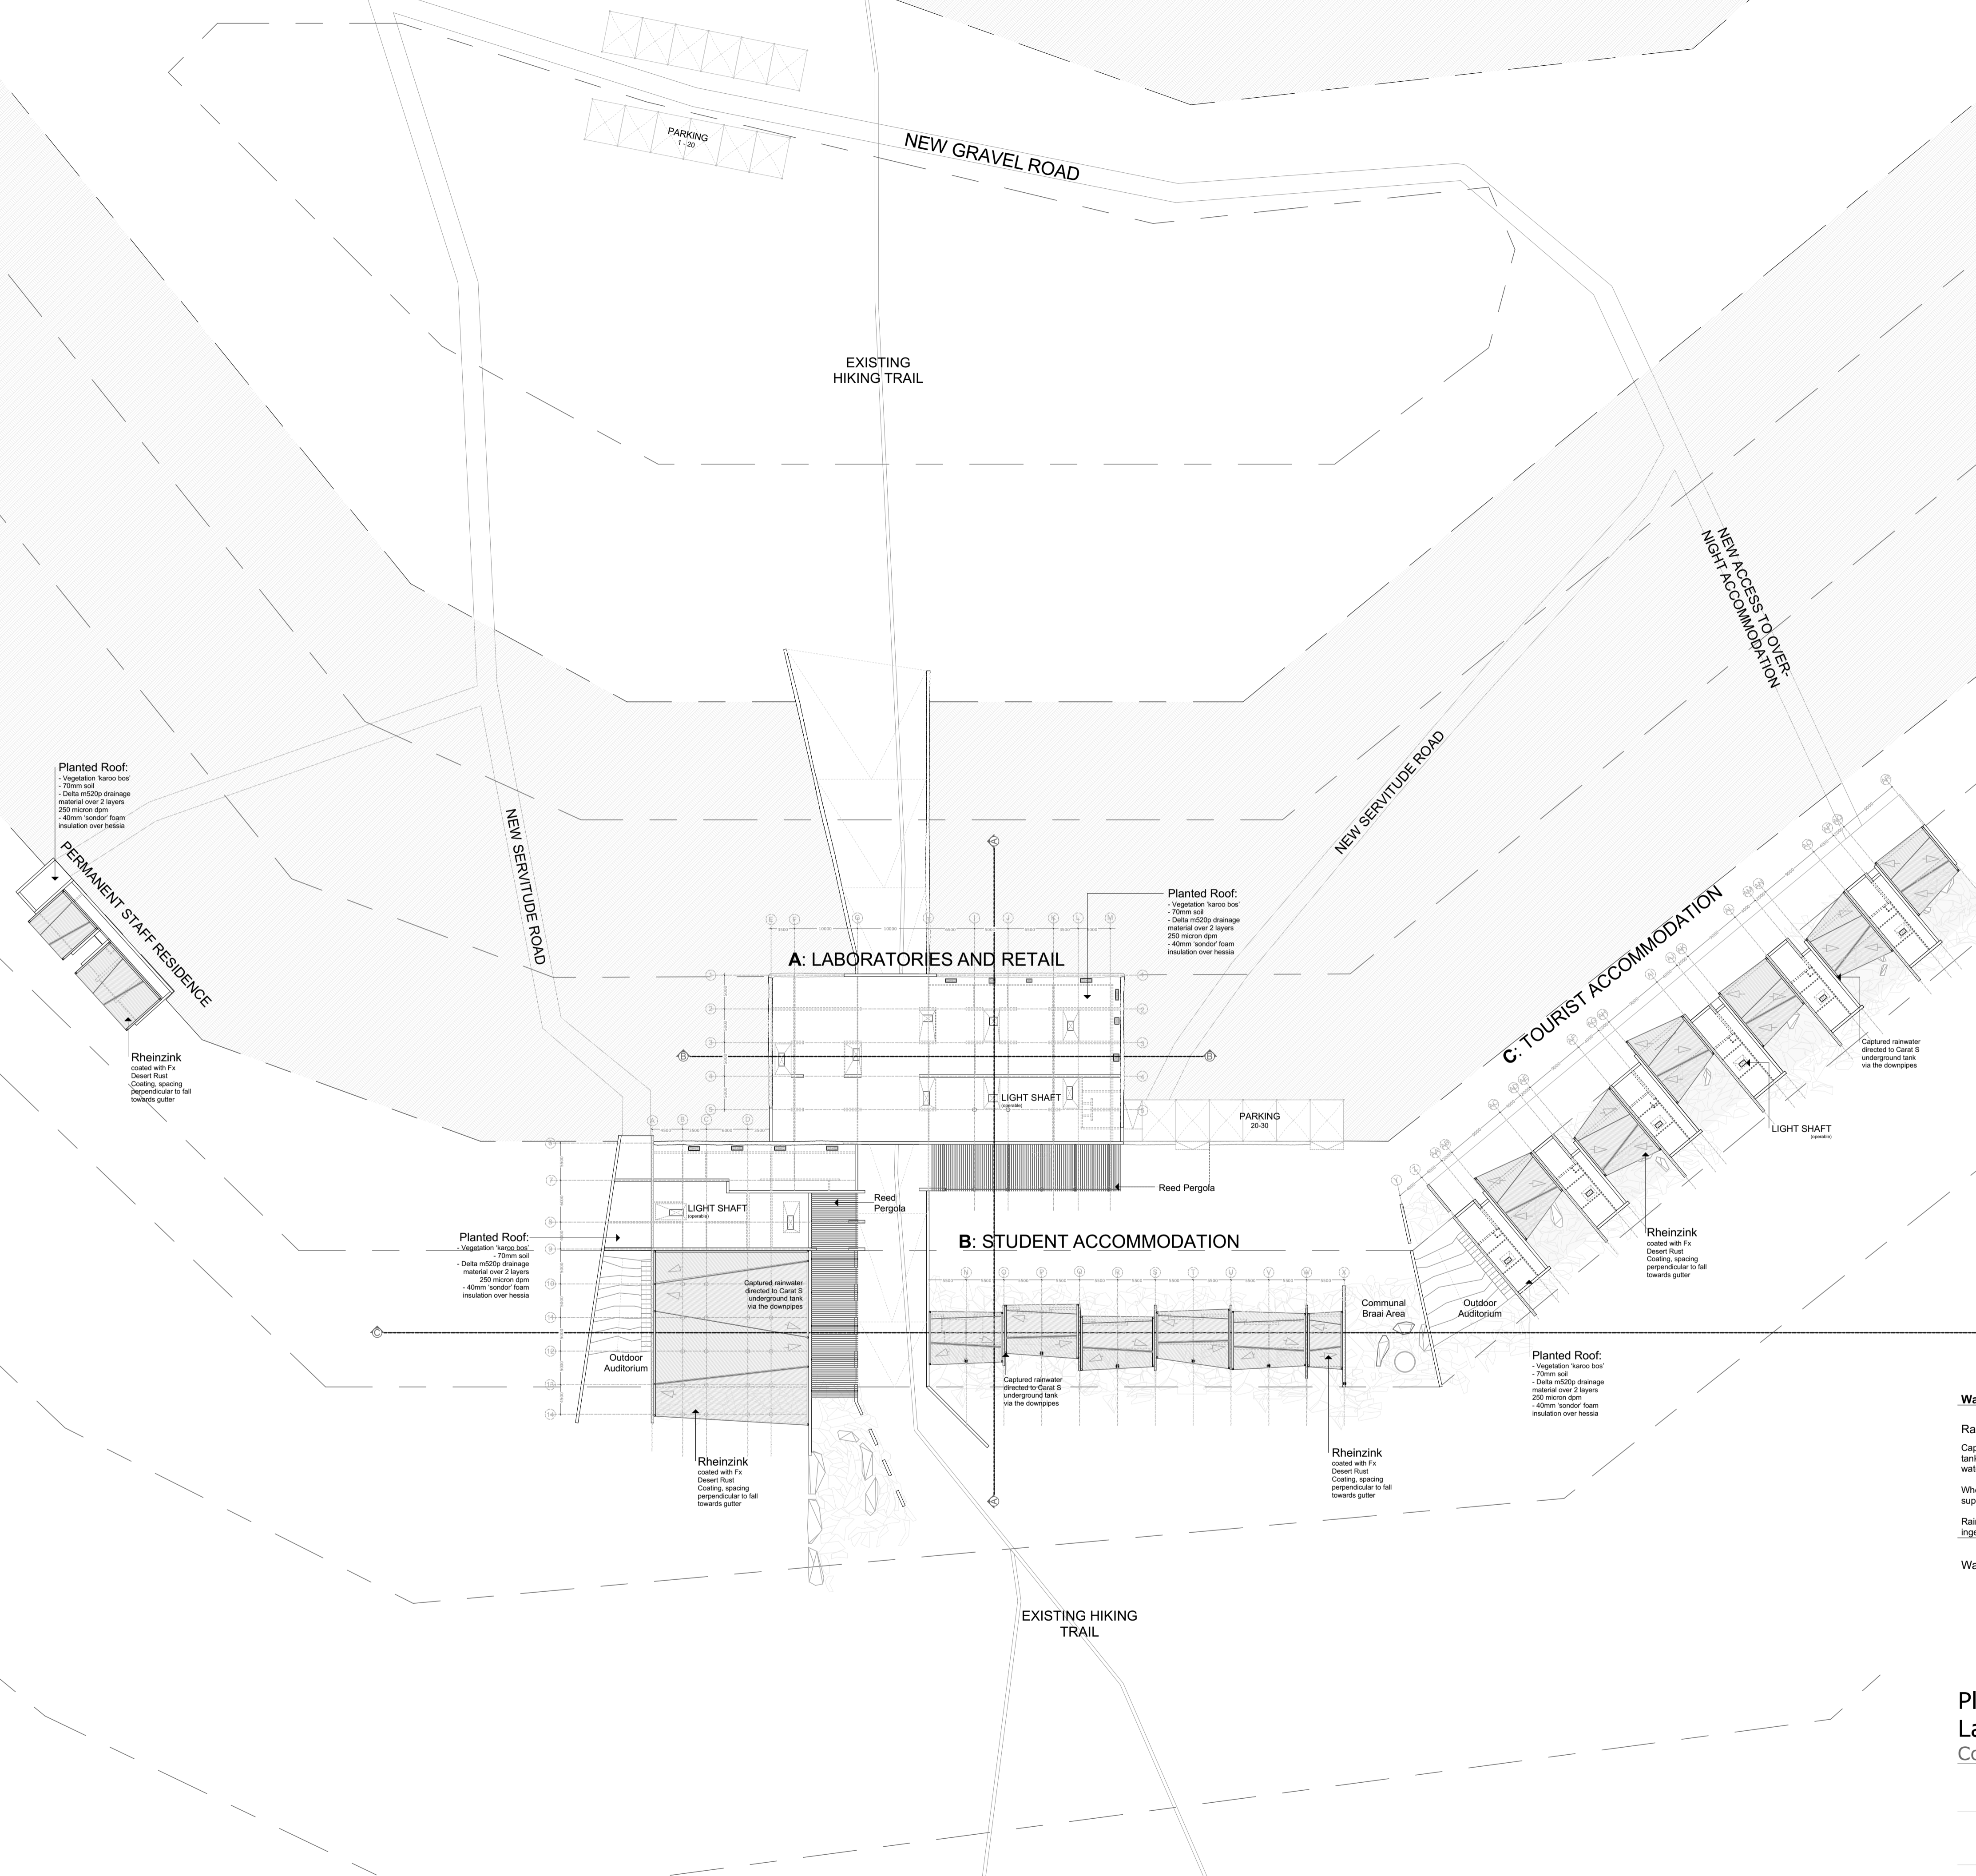 PARKING
1 - 20
NEW GRAVEL ROAD
EXISTING
HIKING TRAIL
NEW ACCESS TO OVER-
NIGHT ACCOMMODATION
NEW SERVITUDE ROAD
NEW SERVITUDE ROAD
Planted Roof:
- Vegetation 'karoo bos'
- 70mm soil
- Delta m520p drainage
material over 2 layers
250 micron dpm
- 40mm 'sondor' foam
insulation over hessia
PERMANENT STAFF RESIDENCE
Rheinzink
coated with Fx
Desert Rust
Coating, spacing
perpendicular to fall
towards gutter
Planted Roof:
- Vegetation 'karoo bos'
- 70mm soil
- Delta m520p drainage
material over 2 layers
250 micron dpm
- 40mm 'sondor' foam
insulation over hessia
A: LABORATORIES AND RETAIL
C: TOURIST ACCOMMODATION
Captured rainwater
directed to Carat S
underground tank
via the downpipes
LIGHT SHAFT
(operable)
PARKING
20-30
LIGHT SHAFT
(operable)
Reed Pergola
Reed
Pergola
LIGHT SHAFT
(operable)
Planted Roof:
- Vegetation 'karoo bos'
- 70mm soil
- Delta m520p drainage
material over 2 layers
250 micron dpm
- 40mm 'sondor' foam
insulation over hessia
B: STUDENT ACCOMMODATION
Rheinzink
coated with Fx
Desert Rust
Coating, spacing
perpendicular to fall
towards gutter
Captured rainwater
directed to Carat S
underground tank
via the downpipes
Communal
Braai Area
Outdoor
Auditorium
Outdoor
Auditorium
Captured rainwater
directed to Carat S
underground tank
via the downpipes
Planted Roof:
- Vegetation 'karoo bos'
- 70mm soil
- Delta m520p drainage
material over 2 layers
250 micron dpm
- 40mm 'sondor' foam
insulation over hessia
Rheinzink
coated with Fx
Desert Rust
Coating, spacing
perpendicular to fall
towards gutter
Rheinzink
coated with Fx
Desert Rust
Coating, spacing
perpendicular to fall
towards gutter
EXISTING HIKING
TRAIL